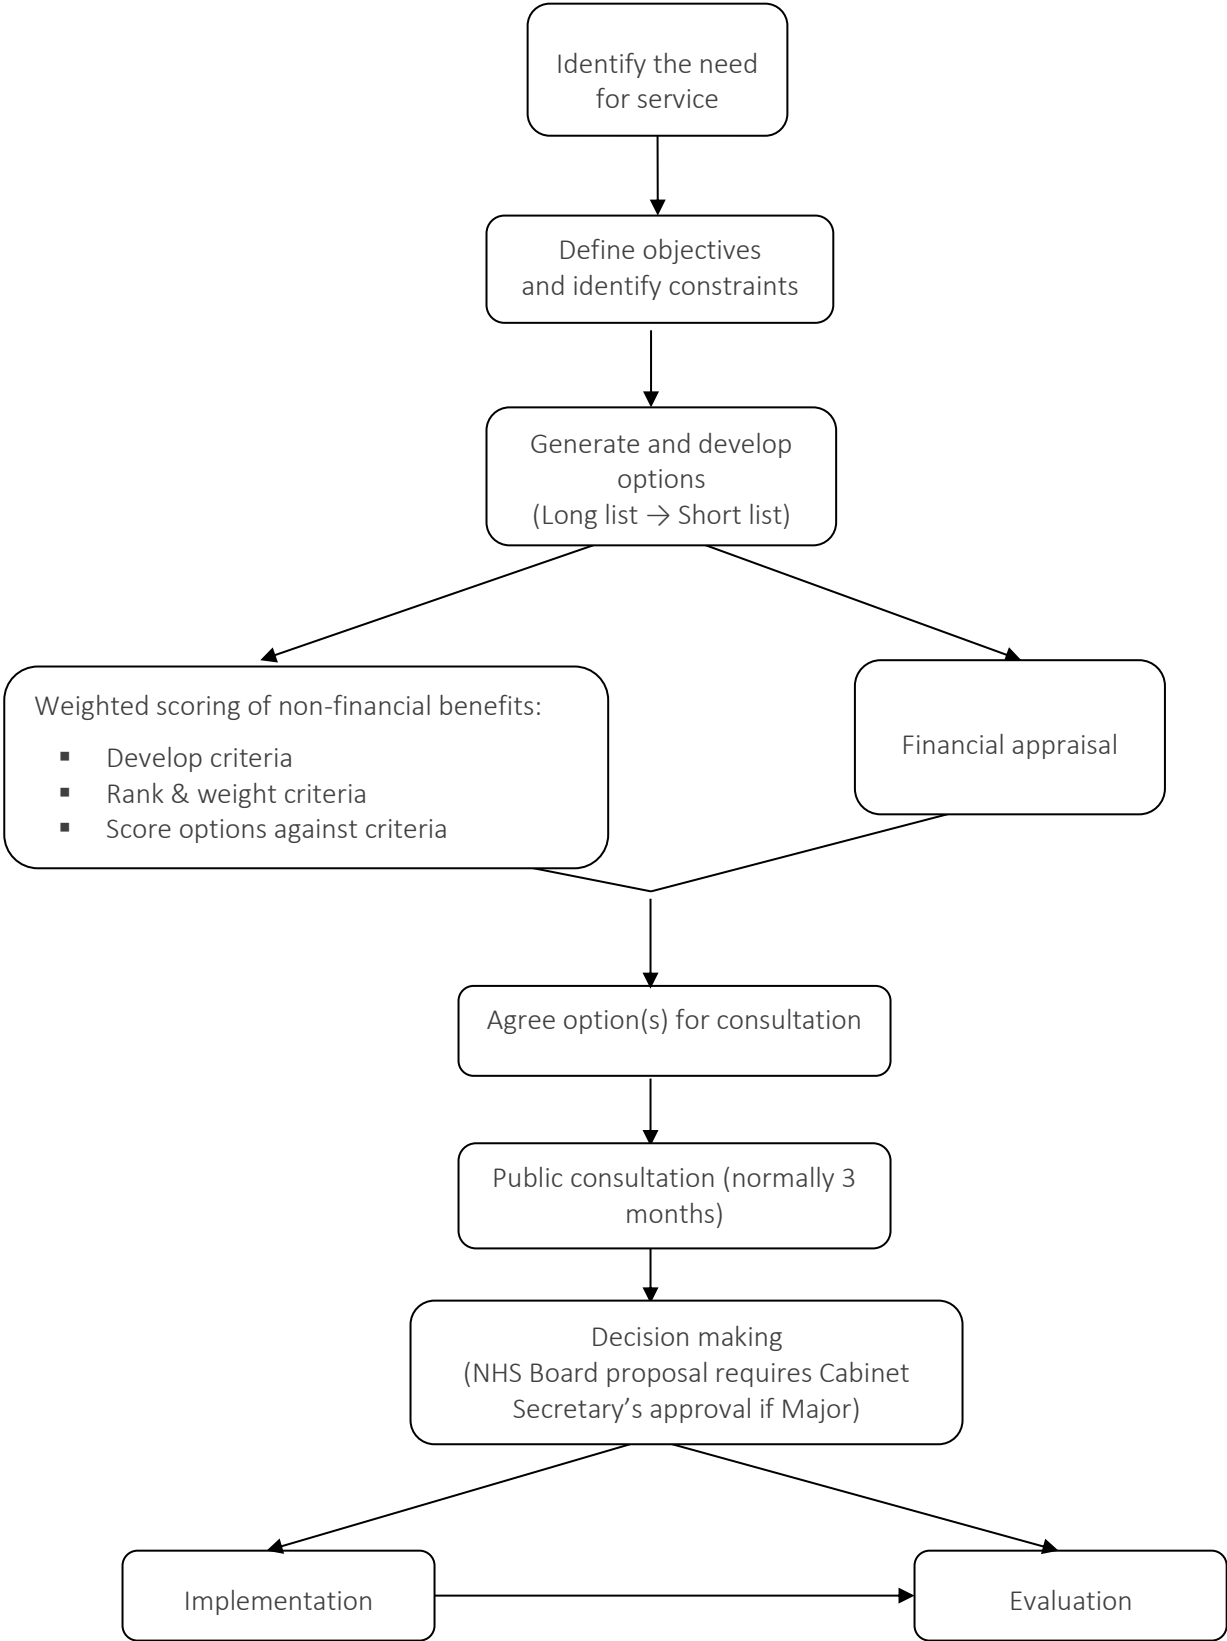 Identify the need
for service
Define objectives
and identify constraints
Generate and develop
options
(Long list → Short list)
Weighted scoring of non-financial benefits:
▪ Develop criteria
▪ Rank & weight criteria
▪ Score options against criteria
Financial appraisal
Agree option(s) for consultation
Public consultation (normally 3
months)
Decision making
(NHS Board proposal requires Cabinet
Secretary’s approval if Major)
Implementation
Evaluation